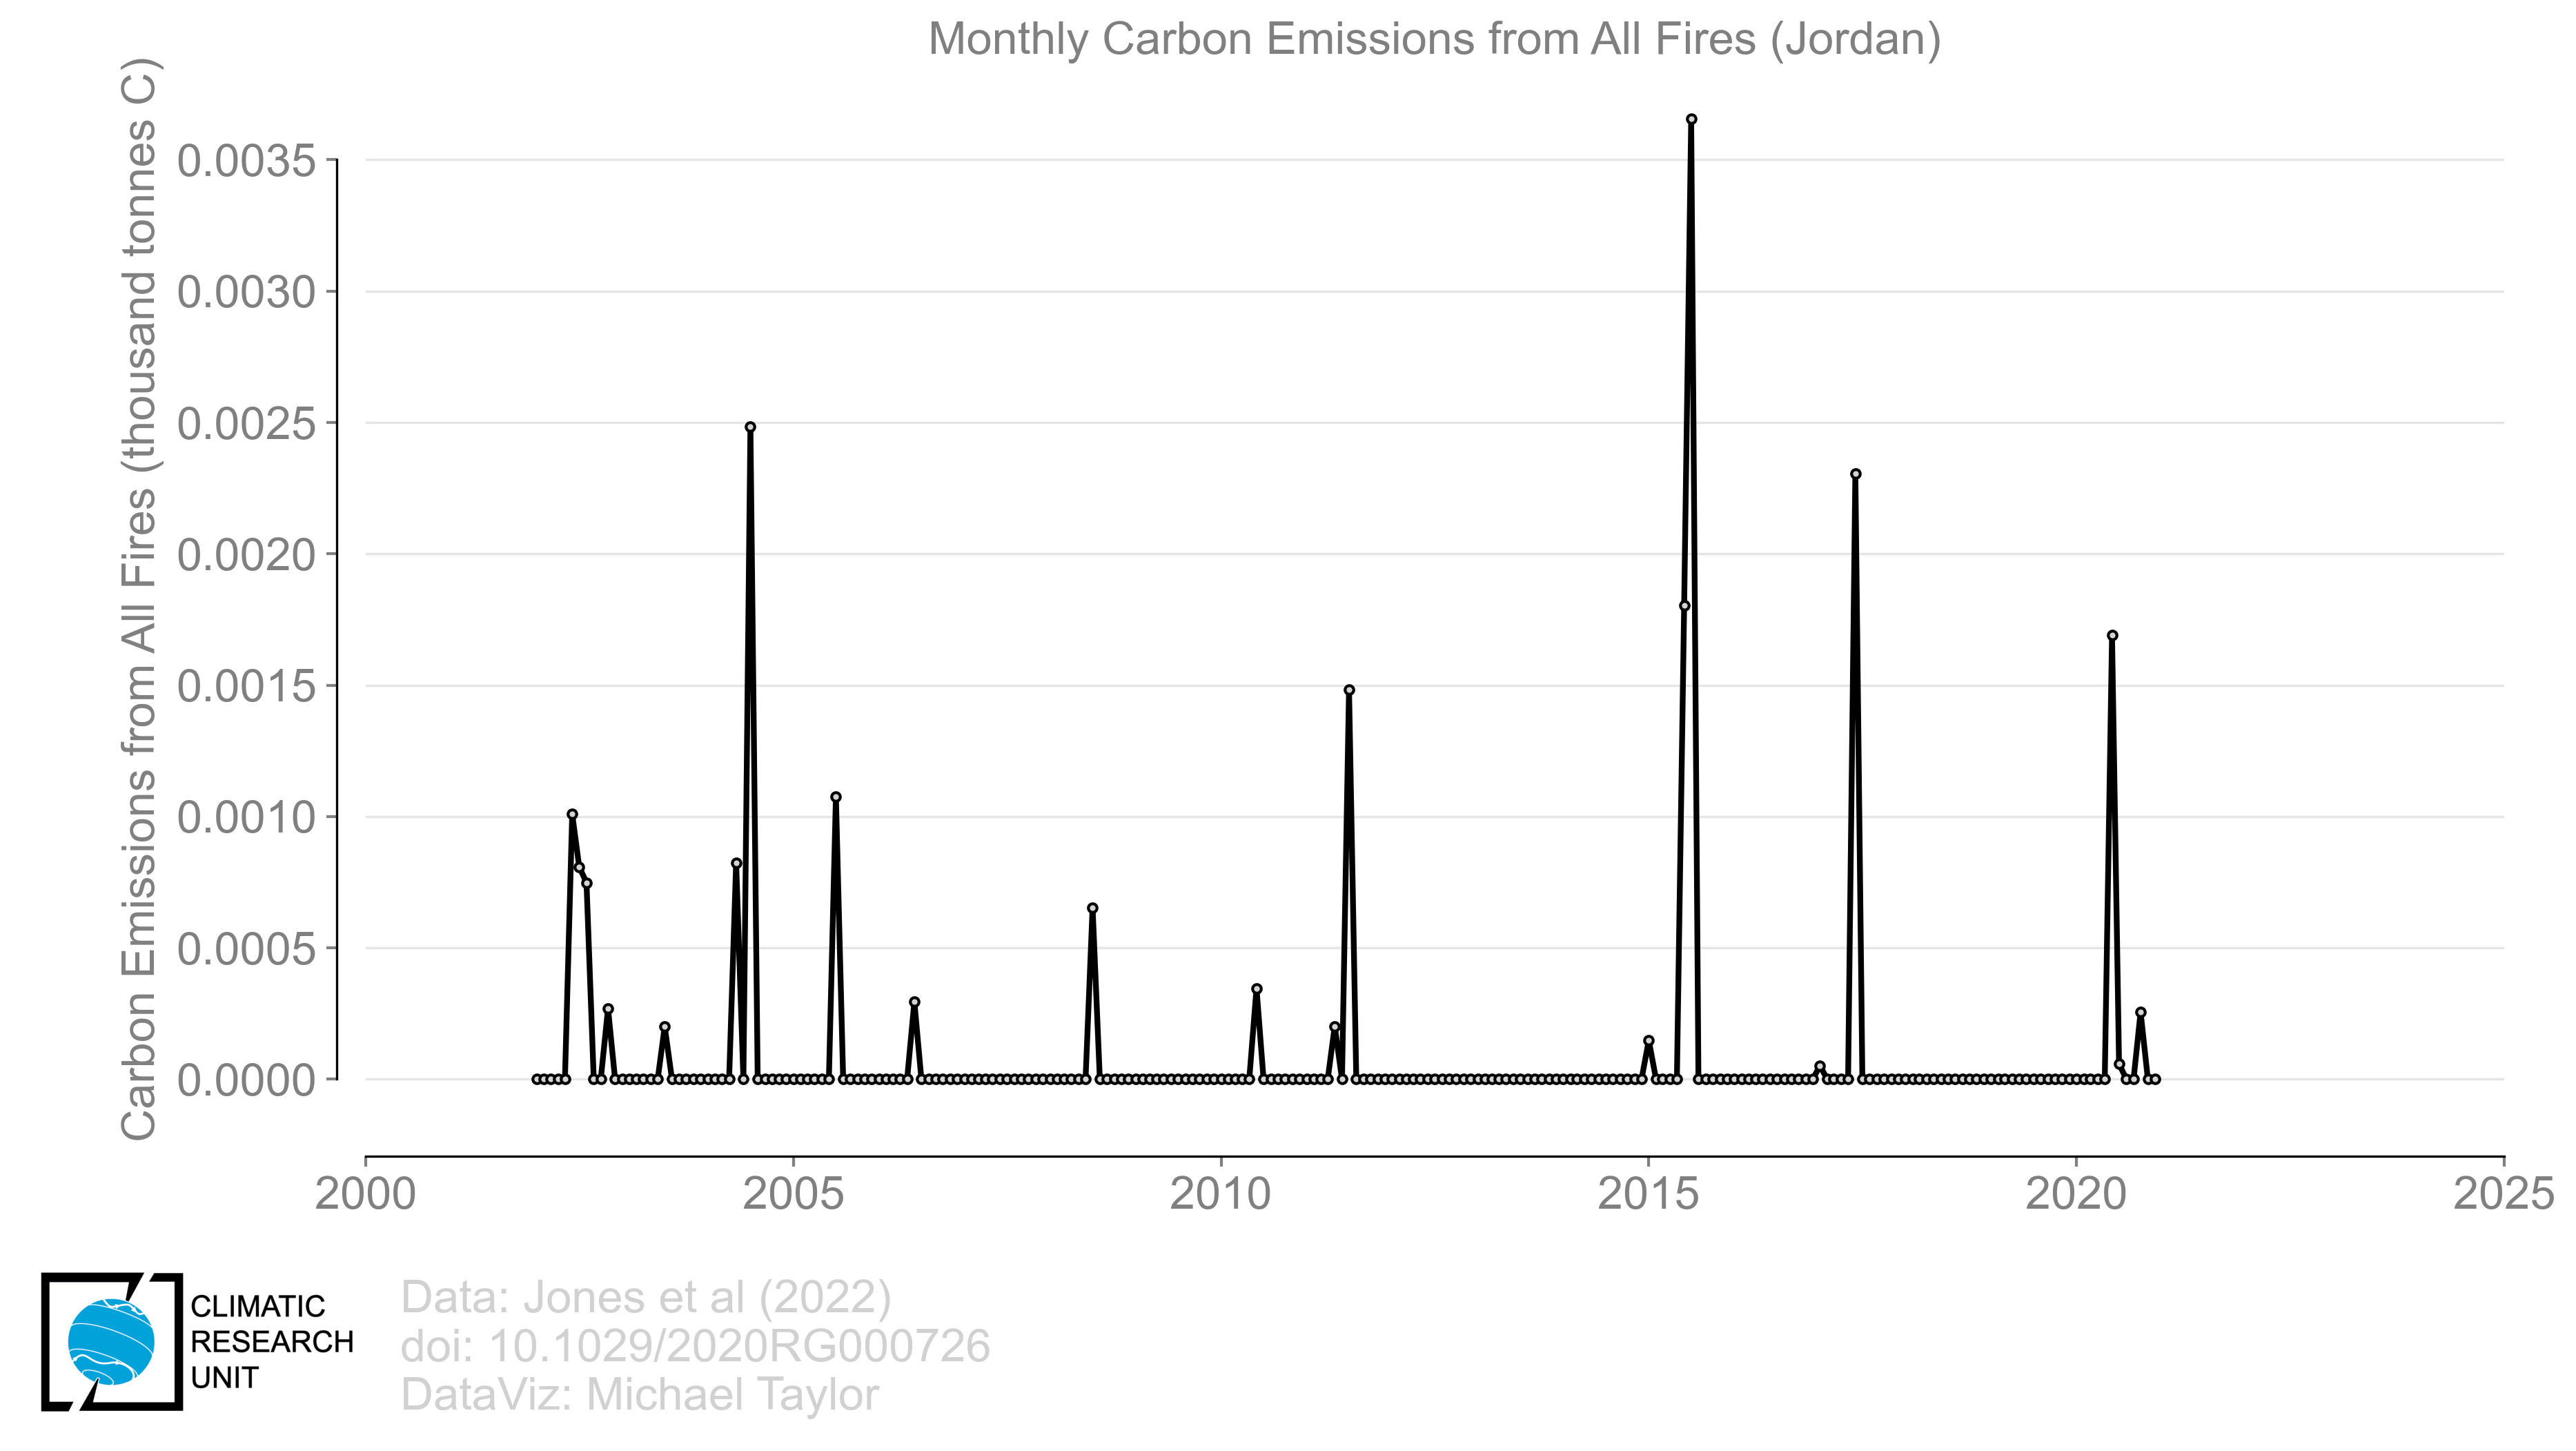 Monthly Carbon Emissions from All Fires (Jordan)
Carbon Emissions from All Fires (thousand tonnes C)
0.0035
0.0030
0.0025
0.0020
0.0015
0.0010
0.0005
0.0000
2000 2005 2010 2015 2020 2025
CLIMATIC
RESEARCH
UNIT
Data: Jones et al (2022)
doi: 10.1029/2020RG000726
DataViz: Michael Taylor